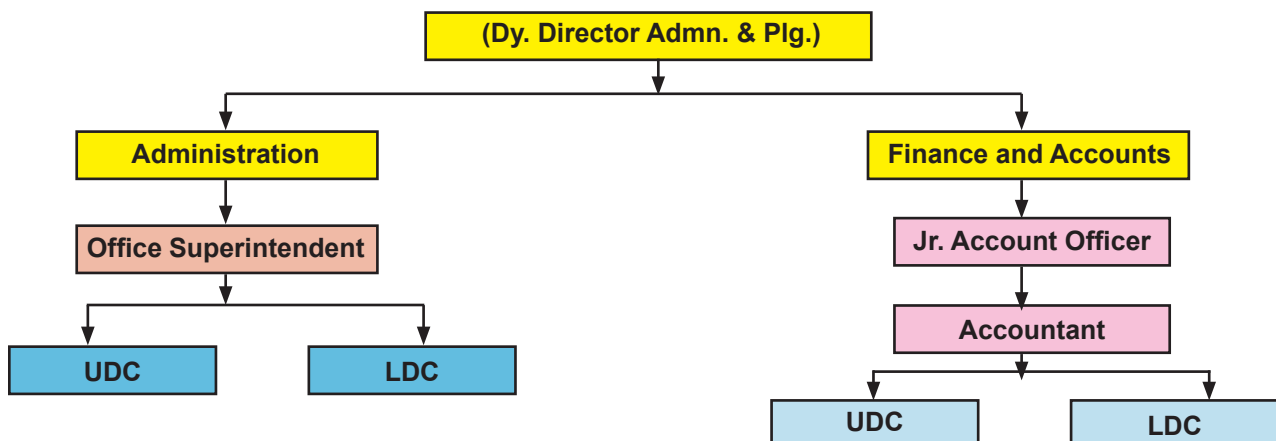 (Dy. Director Admn. & Plg.)
Administration
Finance and Accounts
Office Superintendent
Jr. Account Officer
Accountant
UDC
LDC
UDC
LDC